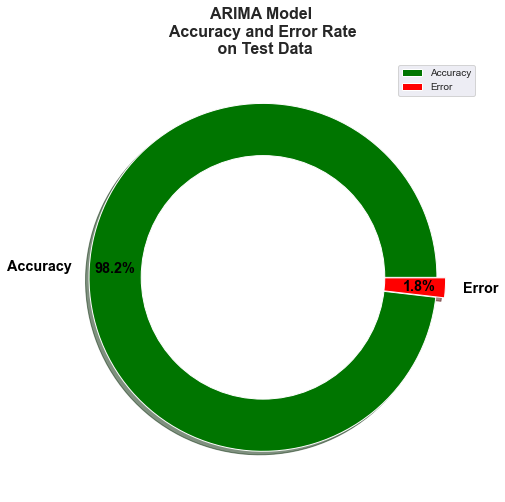 ARIMA Model
Accuracy and Error Rate
on Test Data
Accuracy
Error
98.2%
Accuracy
1.8%
Error